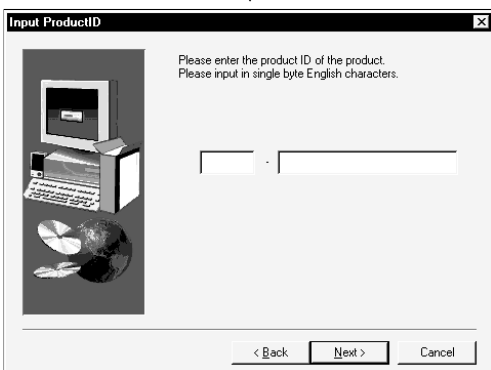 Input ProductID
Please enter the product ID of the product.
Please input in single byte English characters.
-
< Back
Next >
Cancel